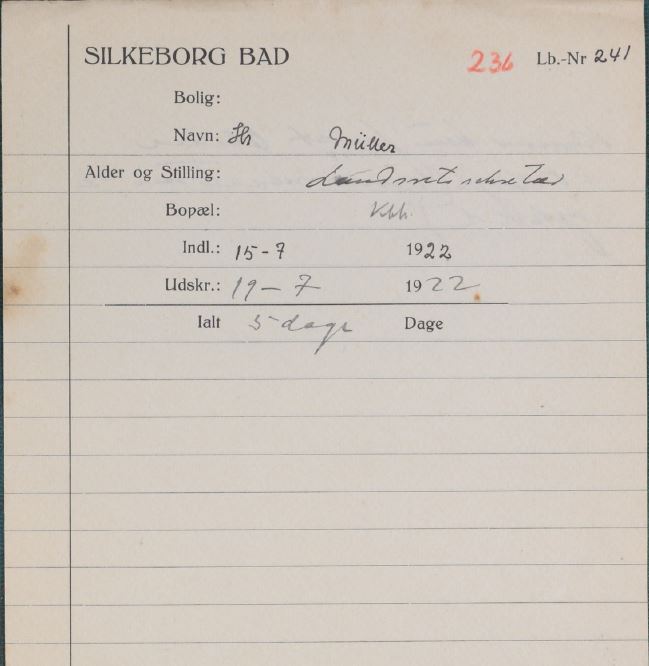 SILKEBORG BAD 236 Lb.-Nr 241
Bolig:
Navn: Hr Müller
Alder og Stilling: Landsretssekretær
Bopæl: Kbh.
Indl.: 15-7 1922
Udskr.: 19-7 1922
Ialt 5 dage Dage